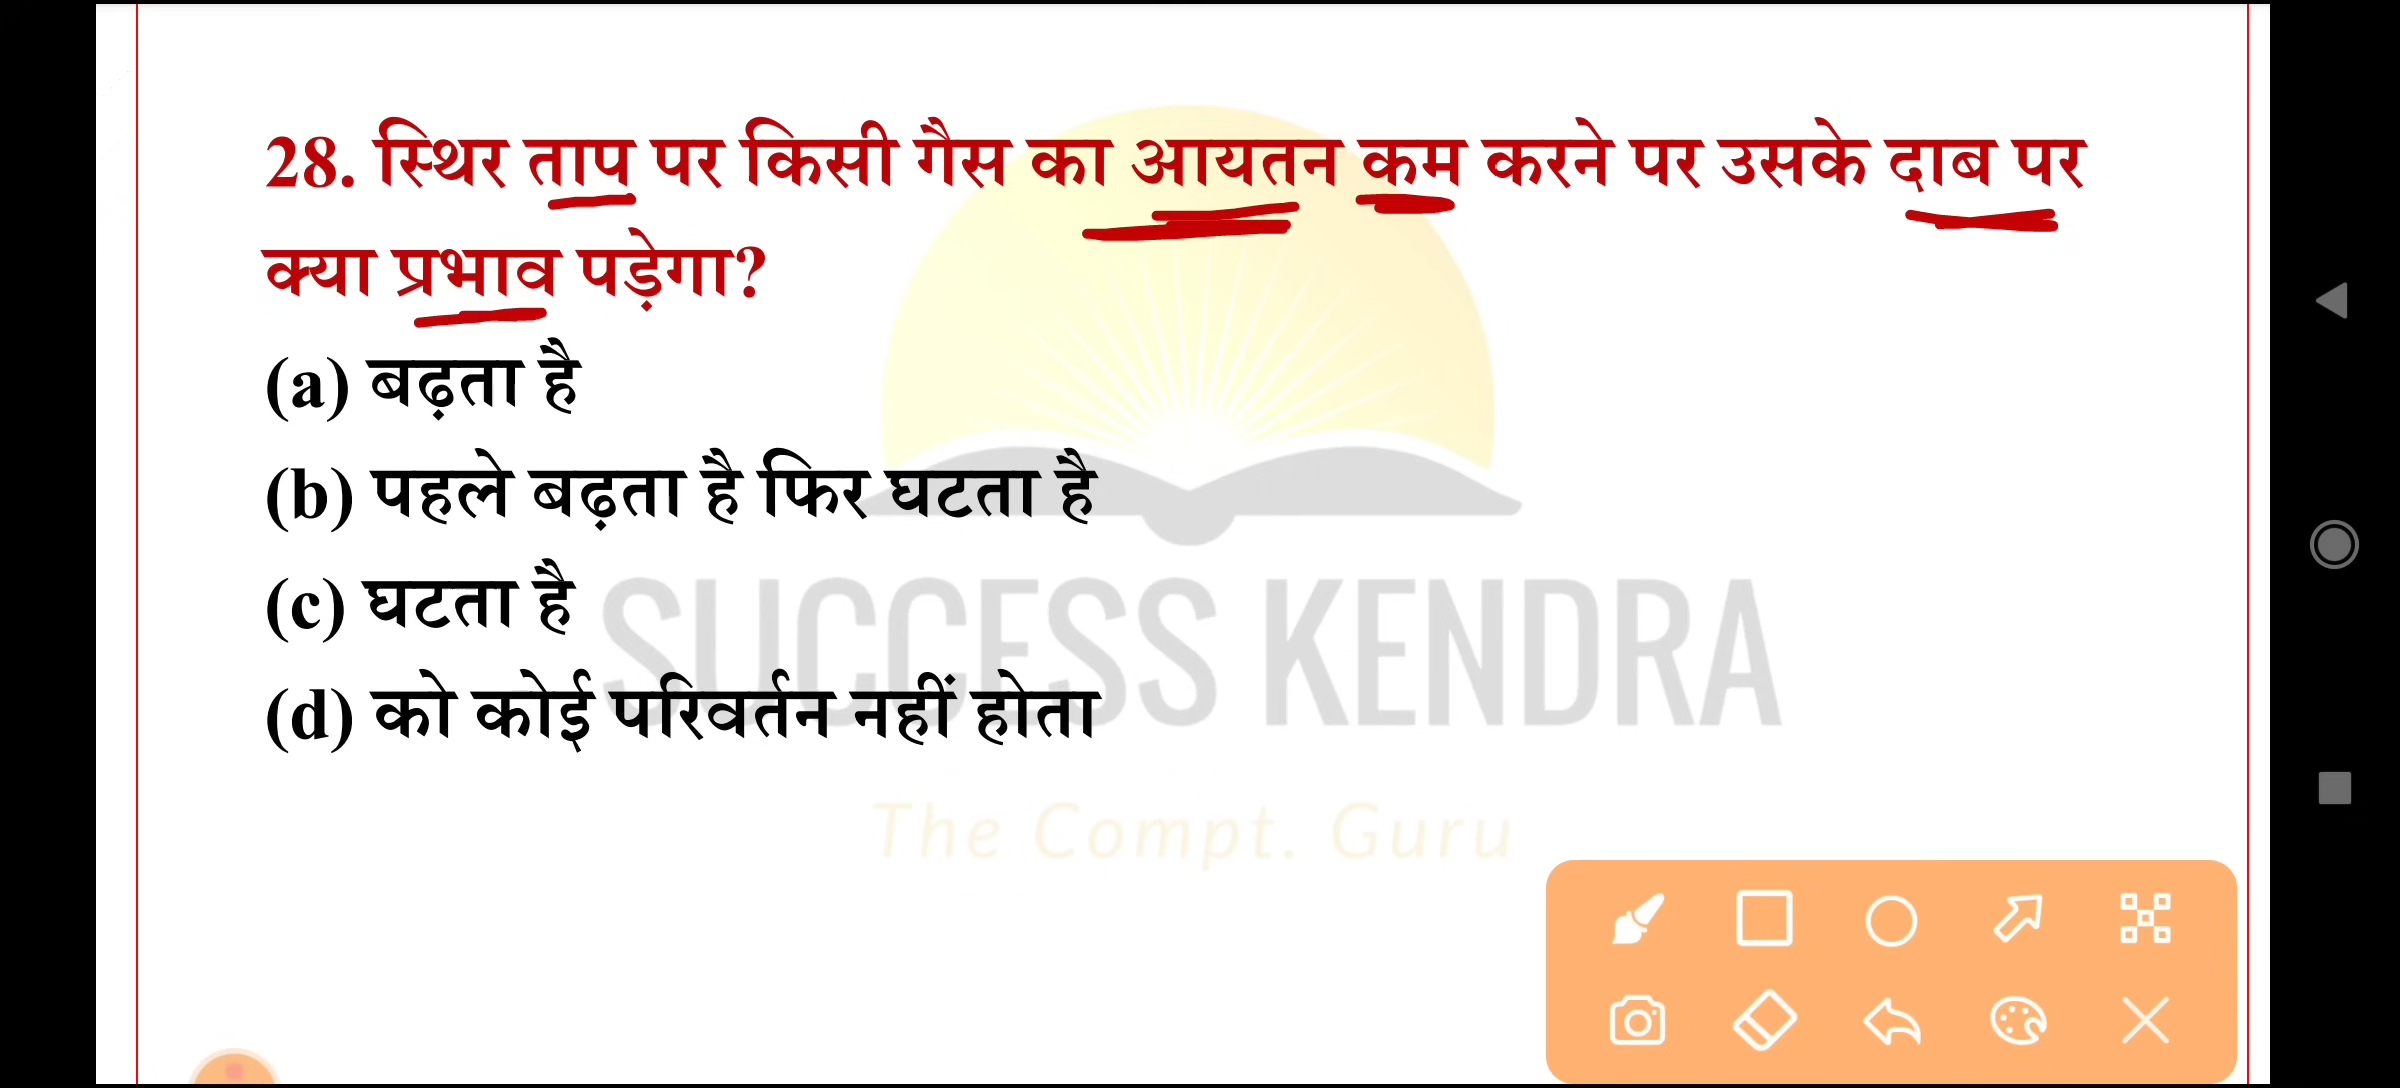 28. स्थिर ताप पर किसी गैस का आयतन कम करने पर उसके दाब पर
क्या प्रभाव पड़ेगा?
(a) बढ़ता है
(b) पहले बढ़ता है फिर घटता है
(c) घटता है
(d) को कोई परिवर्तन नहीं होता
SUCCESS KENDRA
The Compt. Guru